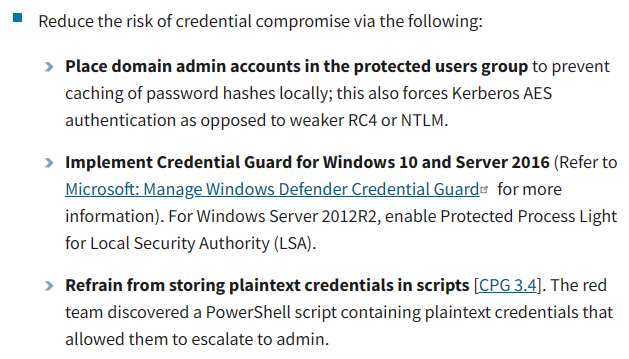 Reduce the risk of credential compromise via the following:
Place domain admin accounts in the protected users group to prevent
caching of password hashes locally; this also forces Kerberos AES
authentication as opposed to weaker RC4 or NTLM.
Implement Credential Guard for Windows 10 and Server 2016 (Refer to
Microsoft: Manage Windows Defender Credential Guard for more
information). For Windows Server 2012R2, enable Protected Process Light
for Local Security Authority (LSA).
Refrain from storing plaintext credentials in scripts [CPG 3.4]. The red
team discovered a PowerShell script containing plaintext credentials that
allowed them to escalate to admin.